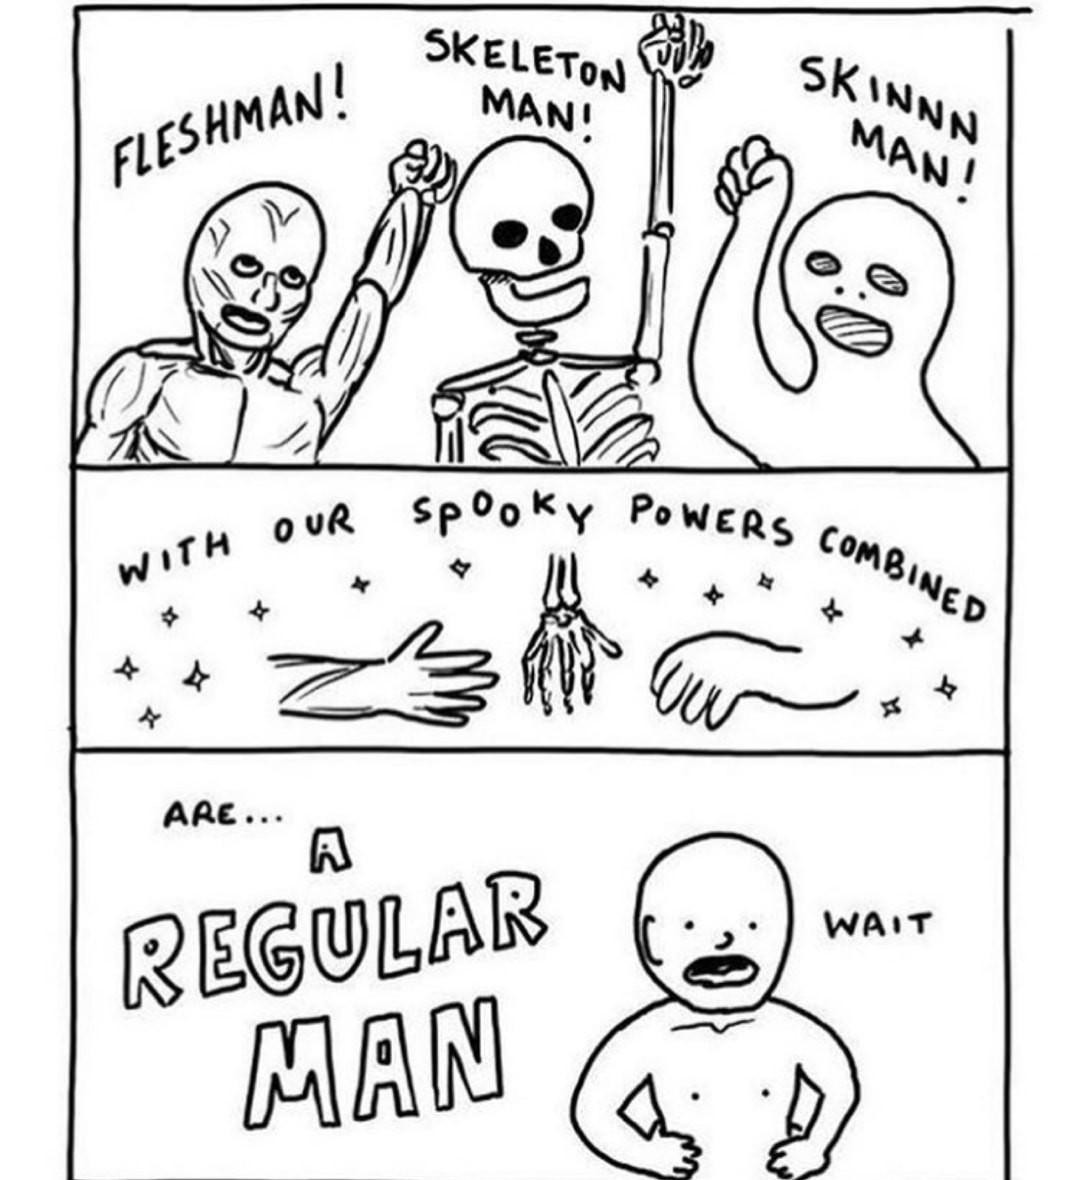 FLESHMAN!
SKELETON
MAN!
SKINNN
MAN!
WITH OUR SPOOKY POWERS COMBINED
ARE...
A
REGULAR
MAN
WAIT